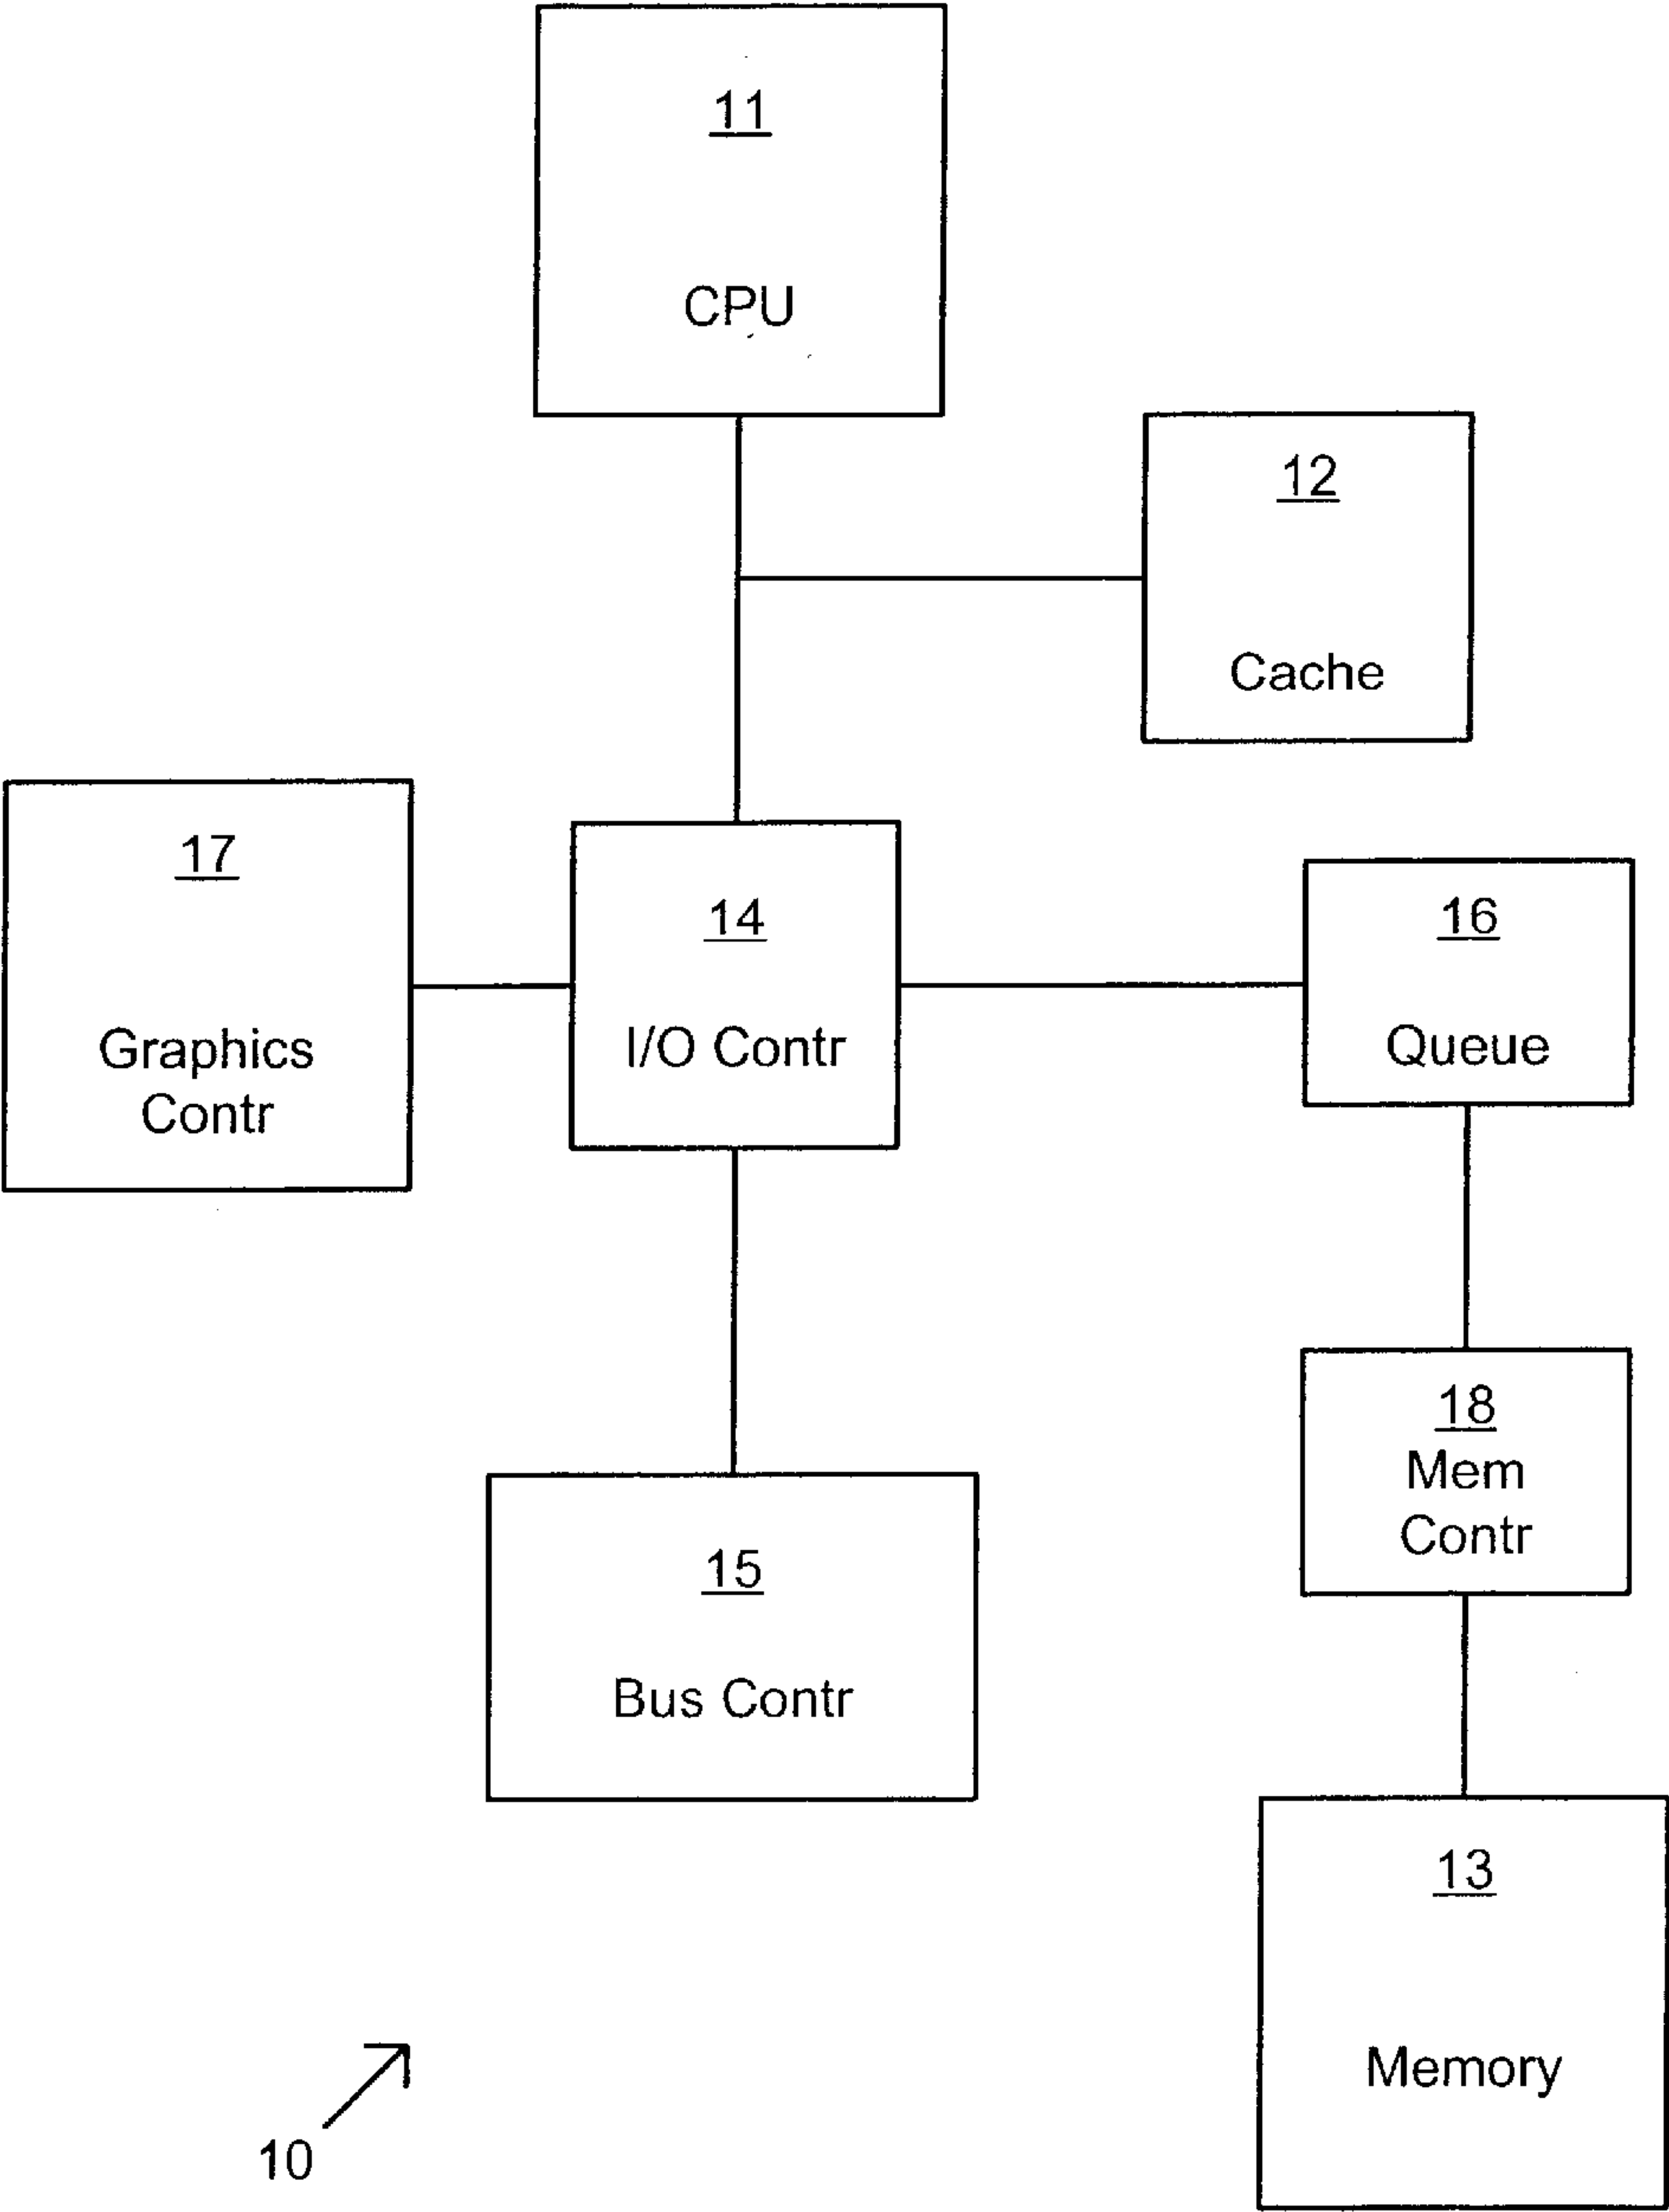 11
CPU
12
Cache
17
Graphics
Contr
14
I/O Contr
16
Queue
18
Mem
Contr
15
Bus Contr
13
Memory
10